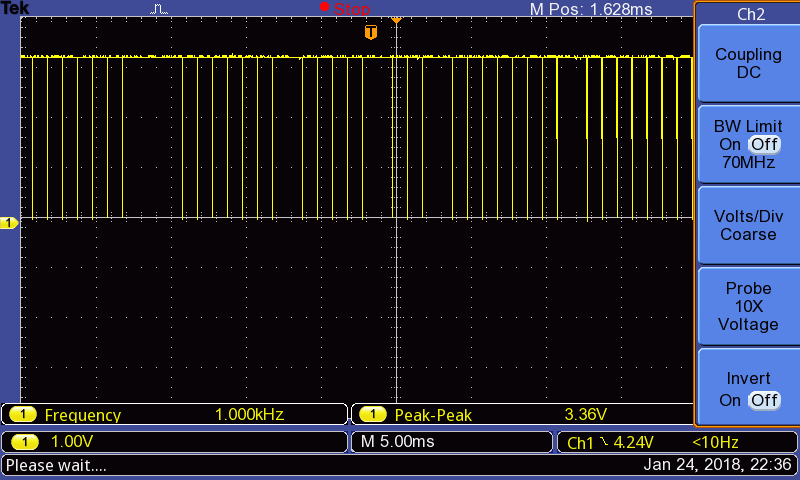 Tek
Stop
M Pos: 1.628ms
T
Ch2
Coupling
DC
BW Limit
On Off
70MHz
Volts/Div
Coarse
Probe
10X
Voltage
Invert
On Off
1
1 Frequency 1.000kHz
1 Peak-Peak 3.36V
1 1.00V
M 5.00ms
Ch1 4.24V <10Hz
Please wait....
Jan 24, 2018, 22:36